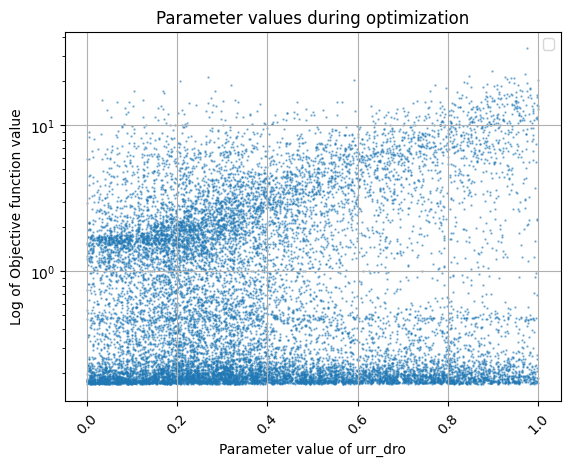 Parameter values during optimization
Log of Objective function value
10¹
10⁰
0.0 0.2 0.4 0.6 0.8 1.0
Parameter value of urr_dro